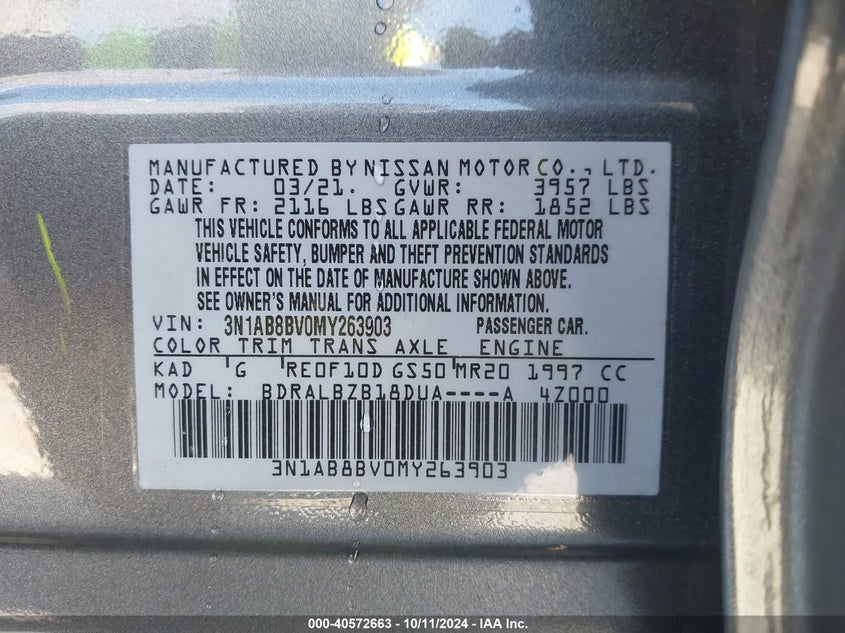 MANUFACTURED BY NISSAN MOTOR CO., LTD.
DATE: 03/21. GVWR: 3957 LBS
GAWR FR: 2116 LBS GAWR RR: 1852 LBS
THIS VEHICLE CONFORMS TO ALL APPLICABLE FEDERAL MOTOR
VEHICLE SAFETY, BUMPER AND THEFT PREVENTION STANDARDS
IN EFFECT ON THE DATE OF MANUFACTURE SHOWN ABOVE.
SEE OWNER'S MANUAL FOR ADDITIONAL INFORMATION.
VIN: 3N1AB8BV0MY263903 PASSENGER CAR.
COLOR TRIM TRANS AXLE ENGINE
KAD G RE0F10D GS50 MR20 1997 CC
MODEL: BDRALBZB18DUA----A 4Z000
3N1AB8BV0MY263903
000-40572663 - 10/11/2024 - IAA Inc.